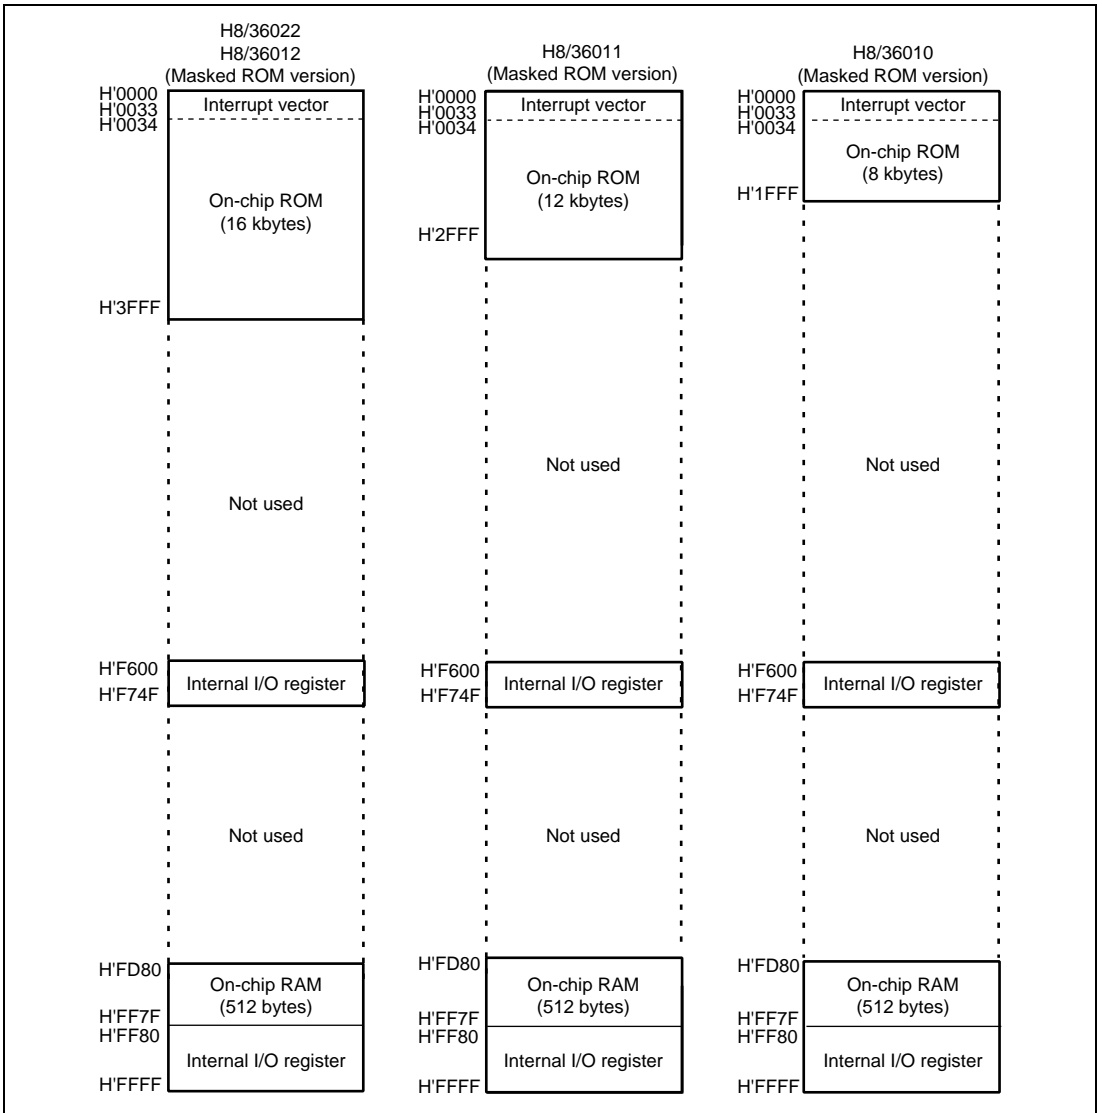 H8/36022
H8/36012
(Masked ROM version)
H'0000
H'0033
H'0034
Interrupt vector
On-chip ROM
(16 kbytes)
H'3FFF
Not used
H'F600
H'F74F
Internal I/O register
Not used
H'FD80
On-chip RAM
(512 bytes)
H'FF7F
H'FF80
Internal I/O register
H'FFFF
H8/36011
(Masked ROM version)
H'0000
H'0033
H'0034
Interrupt vector
On-chip ROM
(12 kbytes)
H'2FFF
Not used
H'F600
H'F74F
Internal I/O register
Not used
H'FD80
On-chip RAM
(512 bytes)
H'FF7F
H'FF80
Internal I/O register
H'FFFF
H8/36010
(Masked ROM version)
H'0000
H'0033
H'0034
Interrupt vector
On-chip ROM
(8 kbytes)
H'1FFF
Not used
H'F600
H'F74F
Internal I/O register
Not used
H'FD80
On-chip RAM
(512 bytes)
H'FF7F
H'FF80
Internal I/O register
H'FFFF